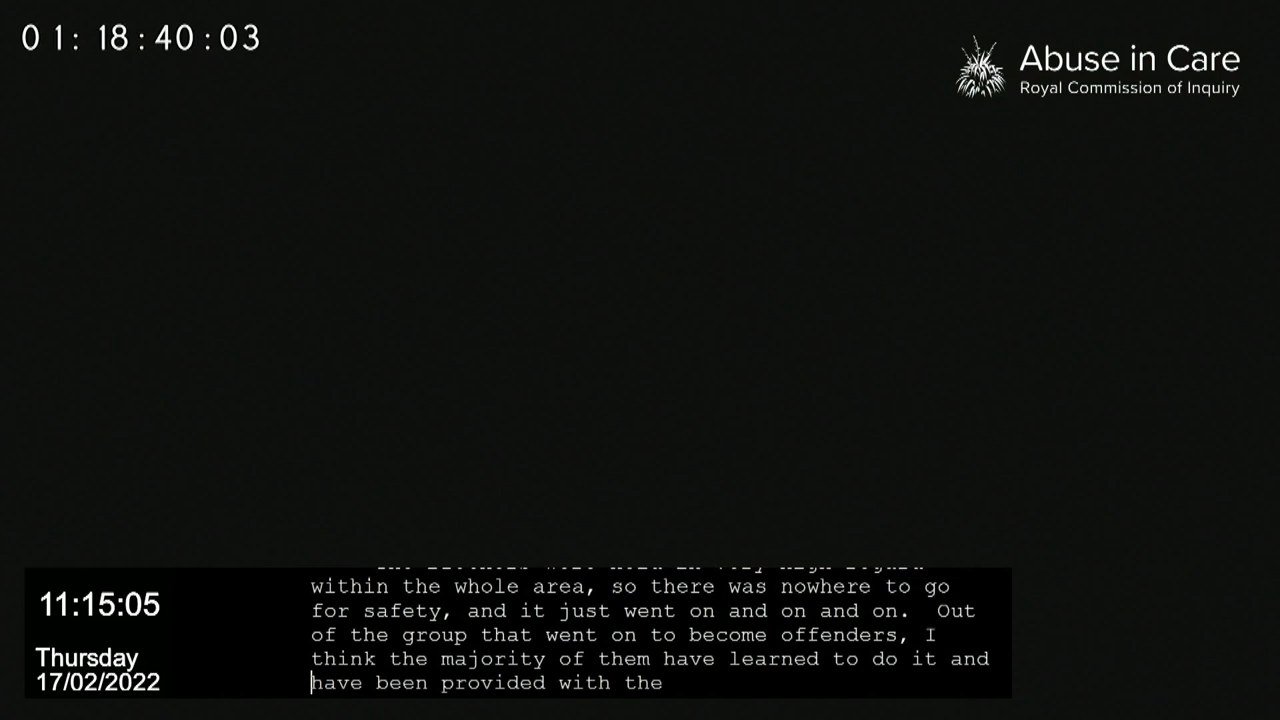 01:18:40:03
Abuse in Care
Royal Commission of Inquiry
within the whole area, so there was nowhere to go
for safety, and it just went on and on and on.  Out
of the group that went on to become offenders, I
think the majority of them have learned to do it and
have been provided with the
11:15:05
Thursday
17/02/2022